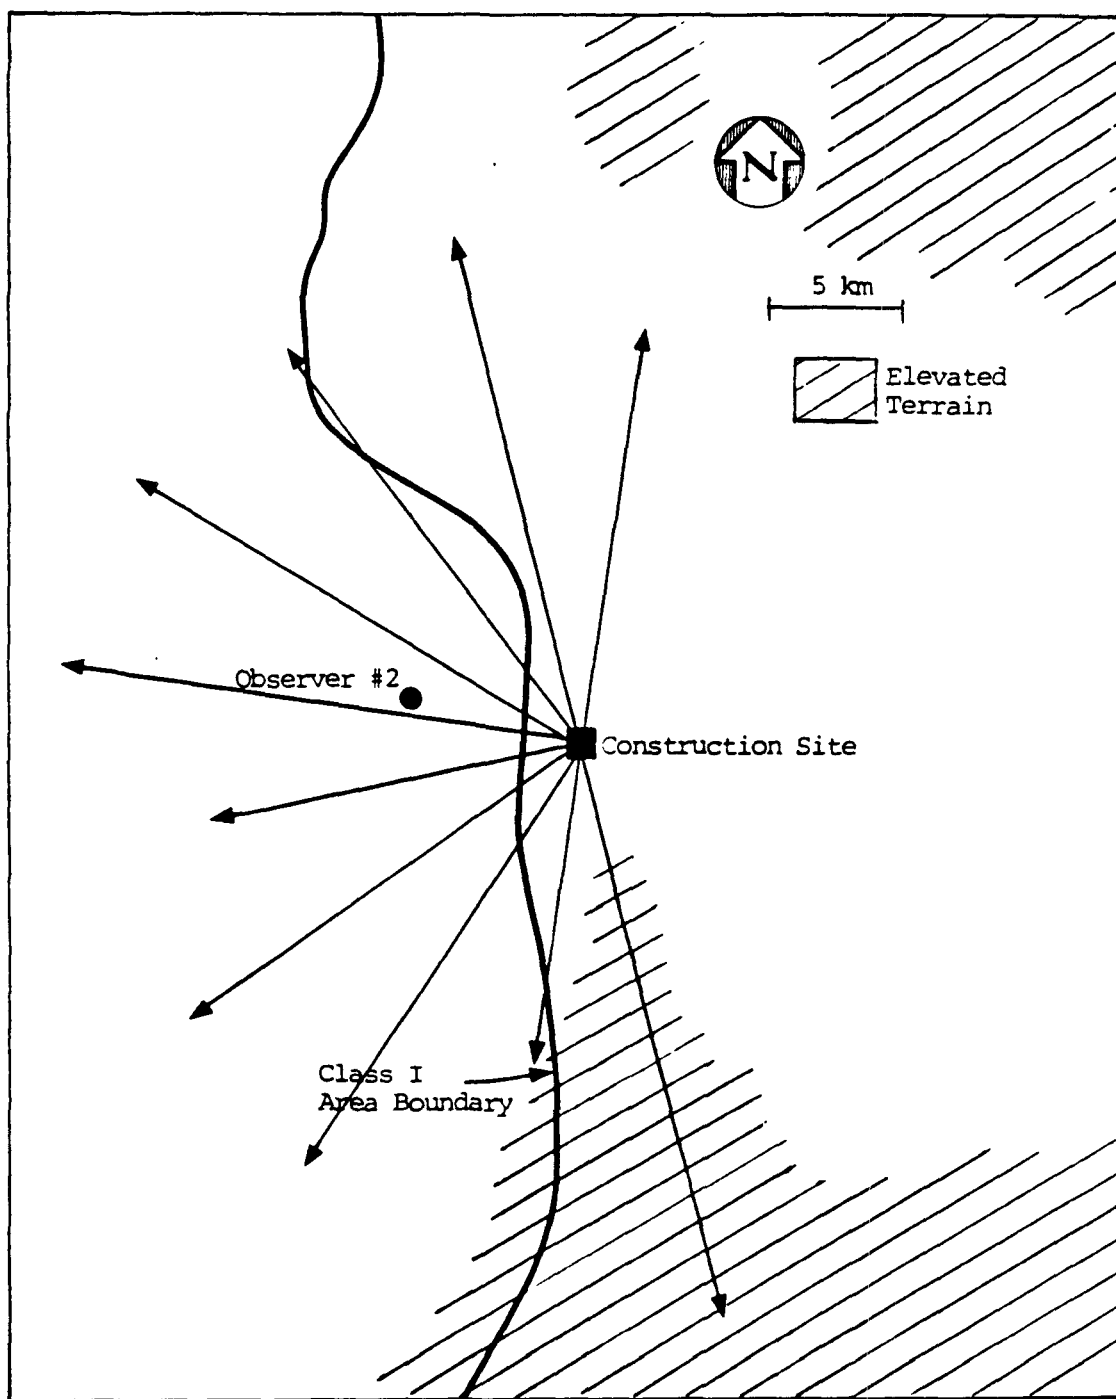 N
5 km
Elevated
Terrain
Observer #2
Construction Site
Class I
Area Boundary